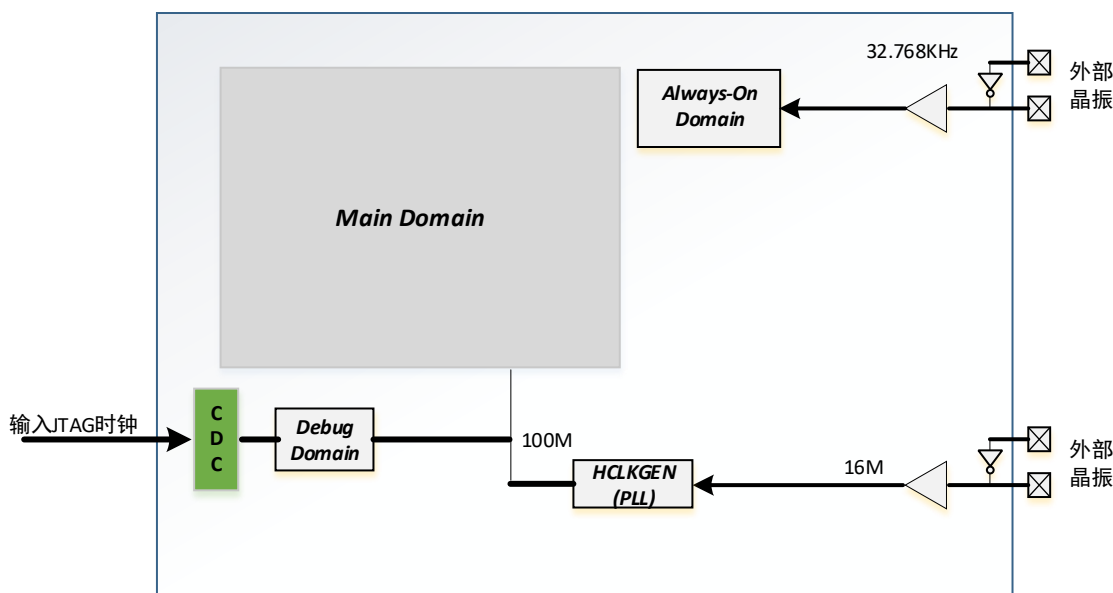 32.768KHz
外部
晶振
Always-On
Domain
Main Domain
输入JTAG时钟
C
D
C
Debug
Domain
100M
HCLKGEN
(PLL)
16M
外部
晶振